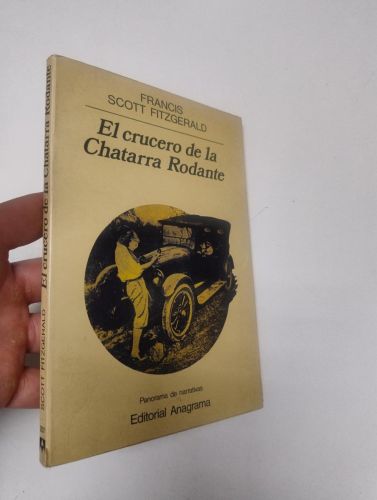 FRANCIS
SCOTT FITZGERALD
El crucero de la
Chatarra Rodante
Panorama de narrativas
Editorial Anagrama
SCOTT FITZGERALD El crucero de la Chatarra Rodante